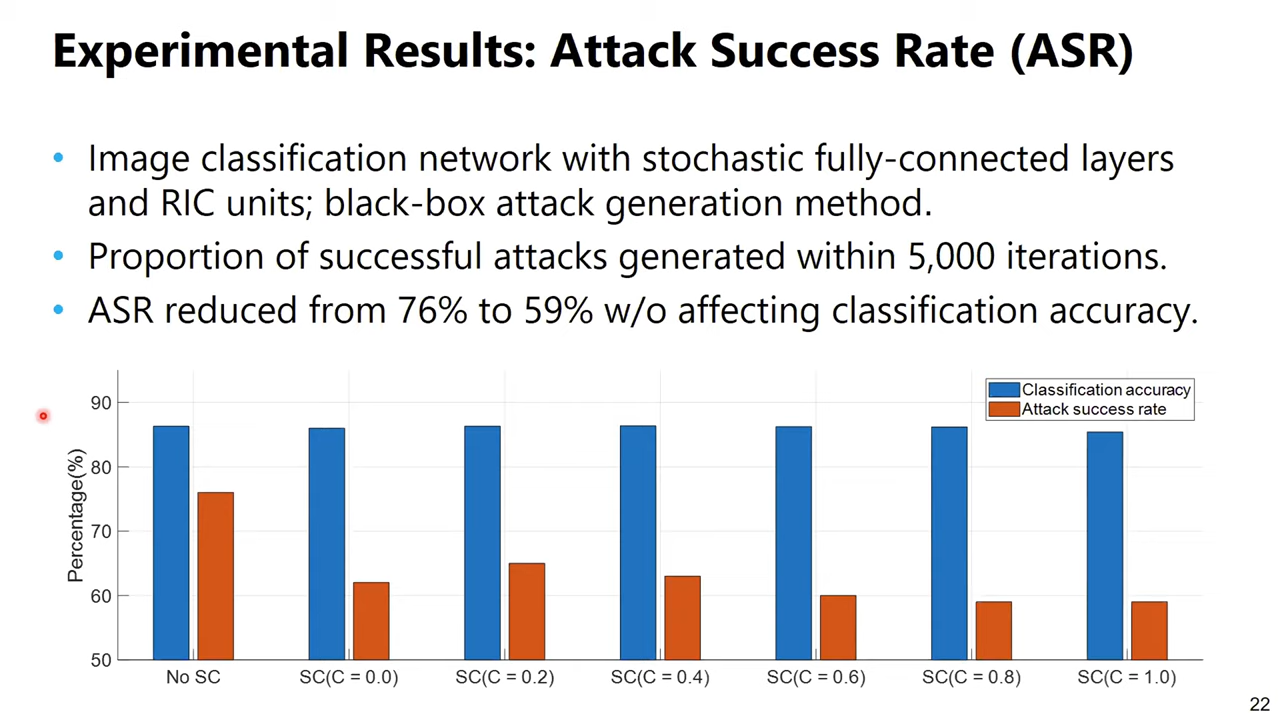 Experimental Results: Attack Success Rate (ASR)
• Image classification network with stochastic fully-connected layers
and RIC units; black-box attack generation method.
• Proportion of successful attacks generated within 5,000 iterations.
• ASR reduced from 76% to 59% w/o affecting classification accuracy.
Classification accuracy
Attack success rate
Percentage(%)
90
80
70
60
50
No SC
SC(C = 0.0)
SC(C = 0.2)
SC(C = 0.4)
SC(C = 0.6)
SC(C = 0.8)
SC(C = 1.0)
22